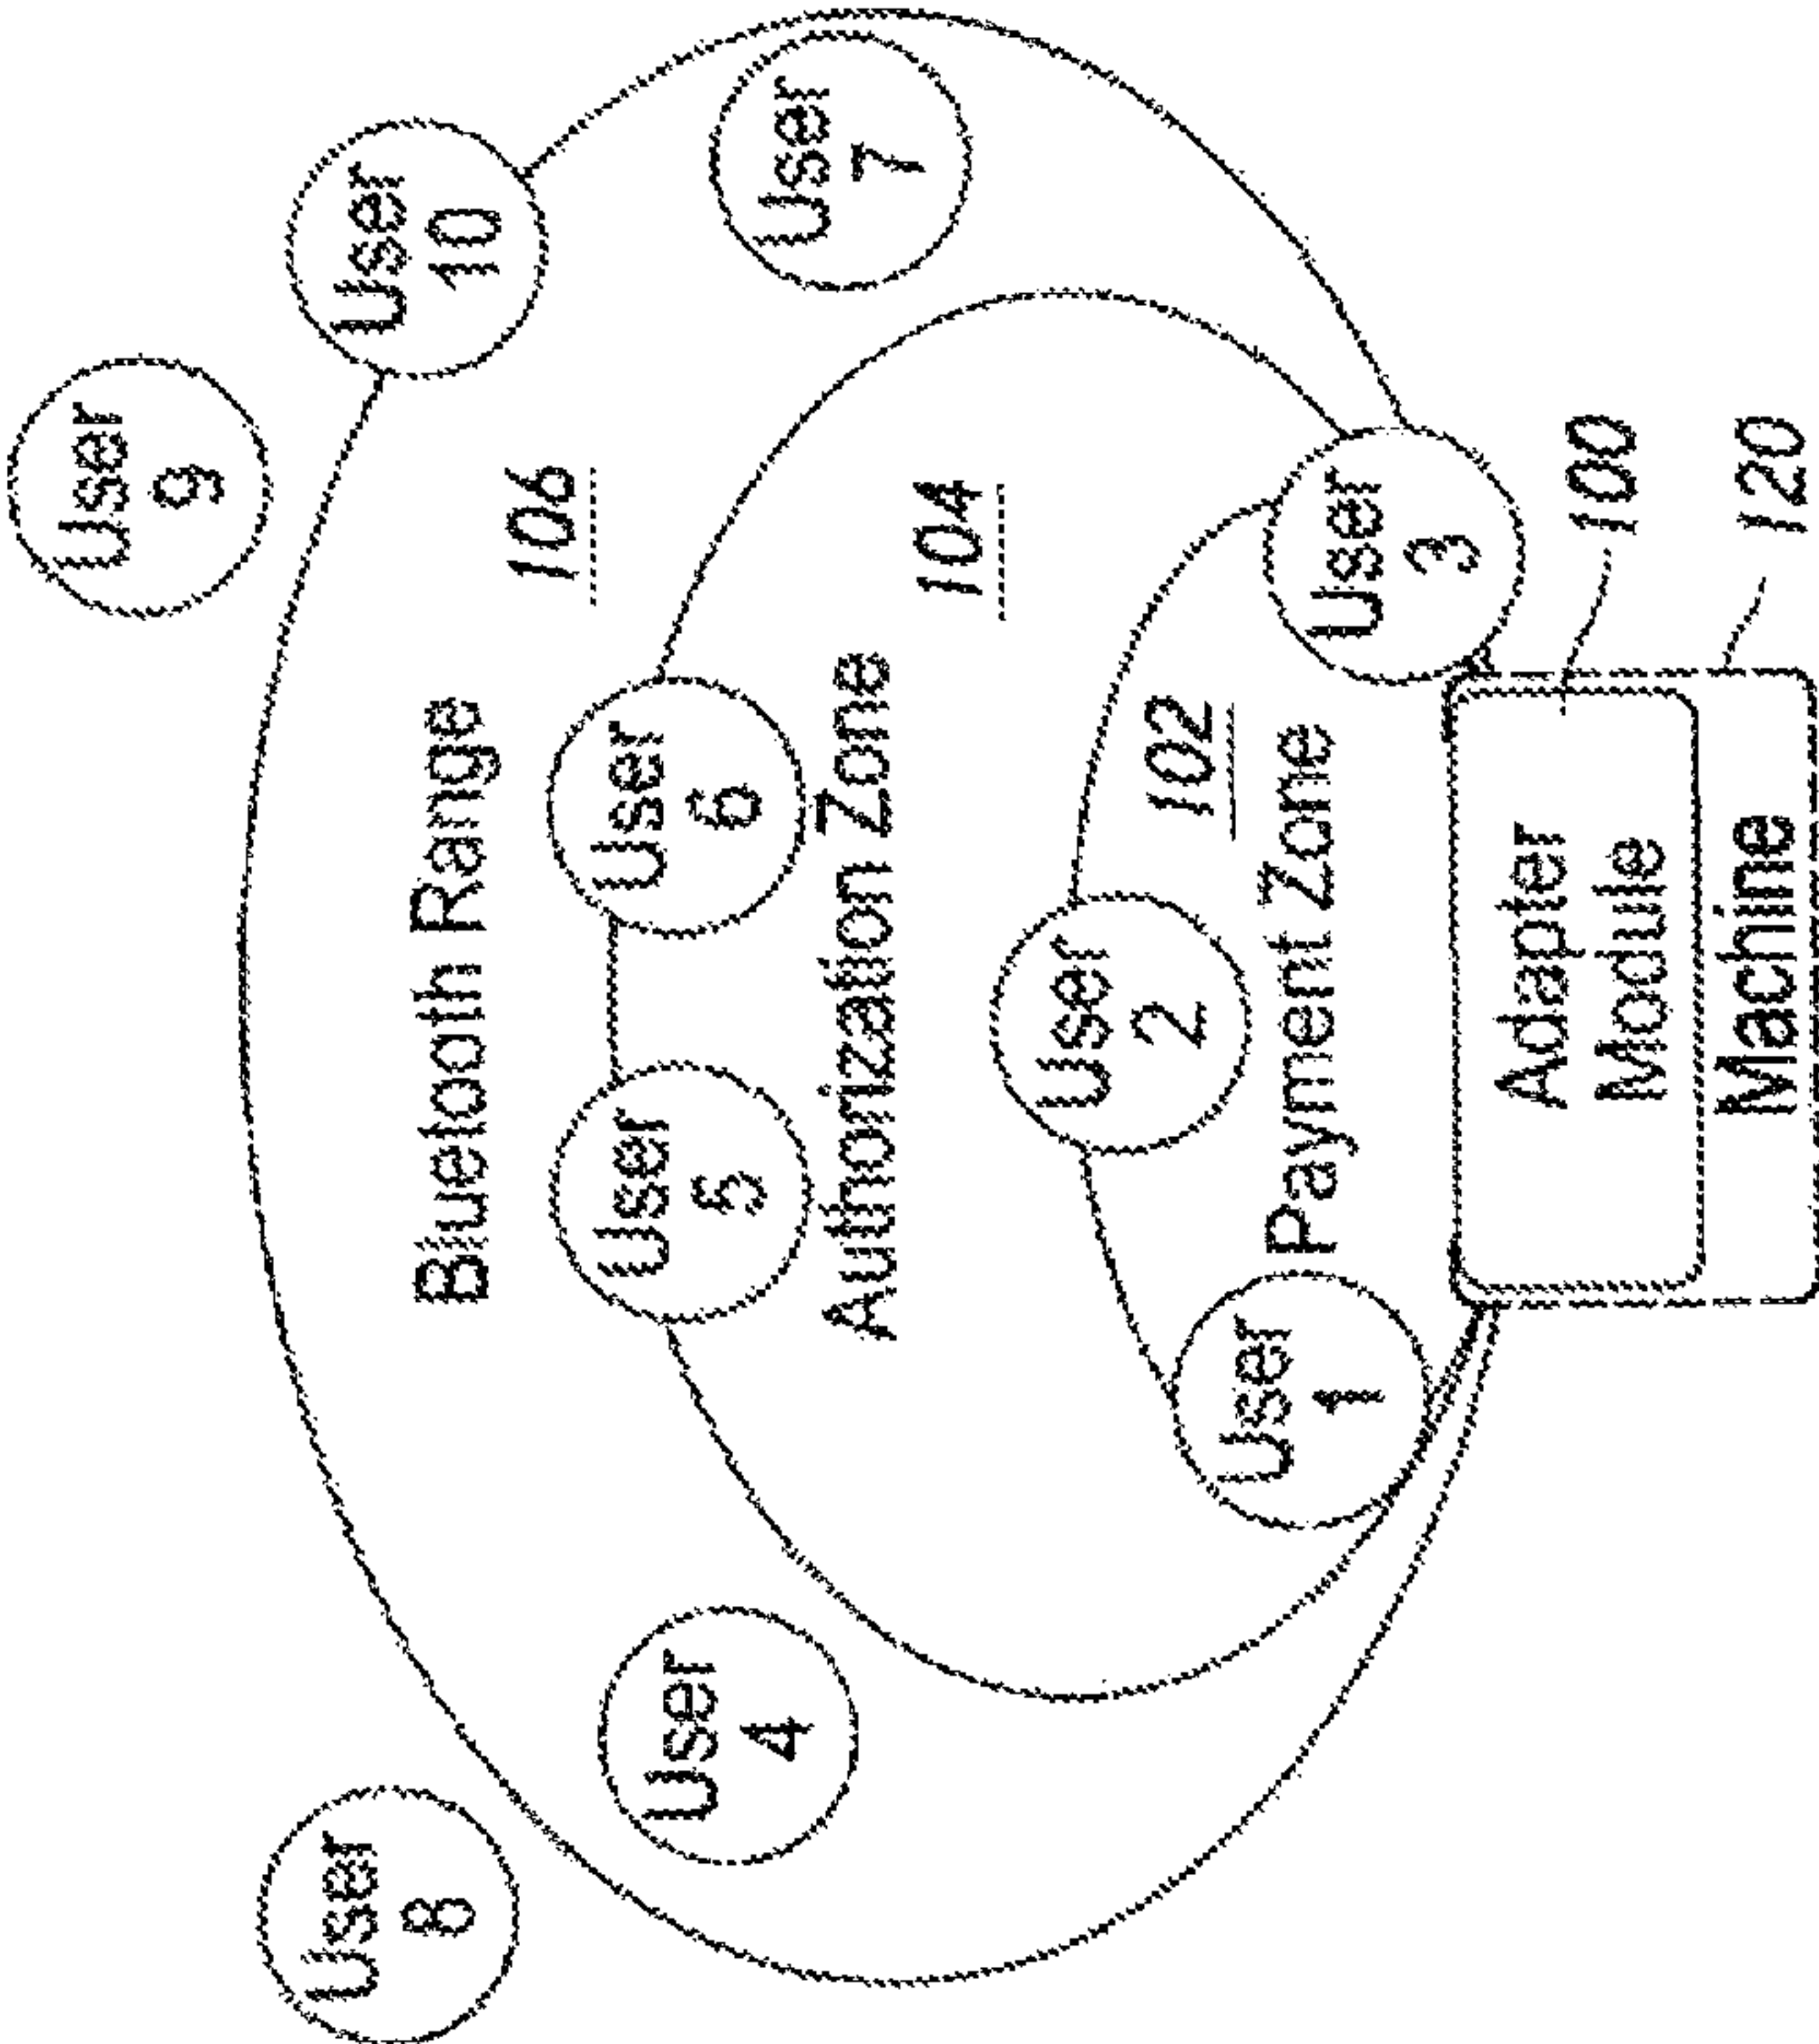 User
9
User
10
User
8
Bluetooth Range
106
User
7
User
4
User
5
User
6
Authorization Zone
104
User
2
102
User
1
Payment Zone
User
3
Adapter
Module
100
Machine
120